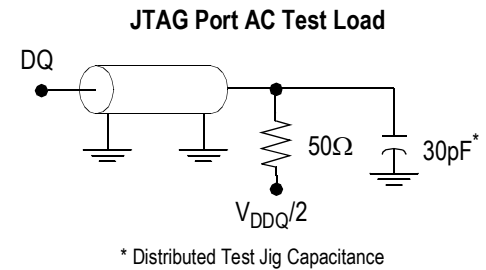 JTAG Port AC Test Load
DQ
50Ω
30pF*
VDDQ/2
* Distributed Test Jig Capacitance